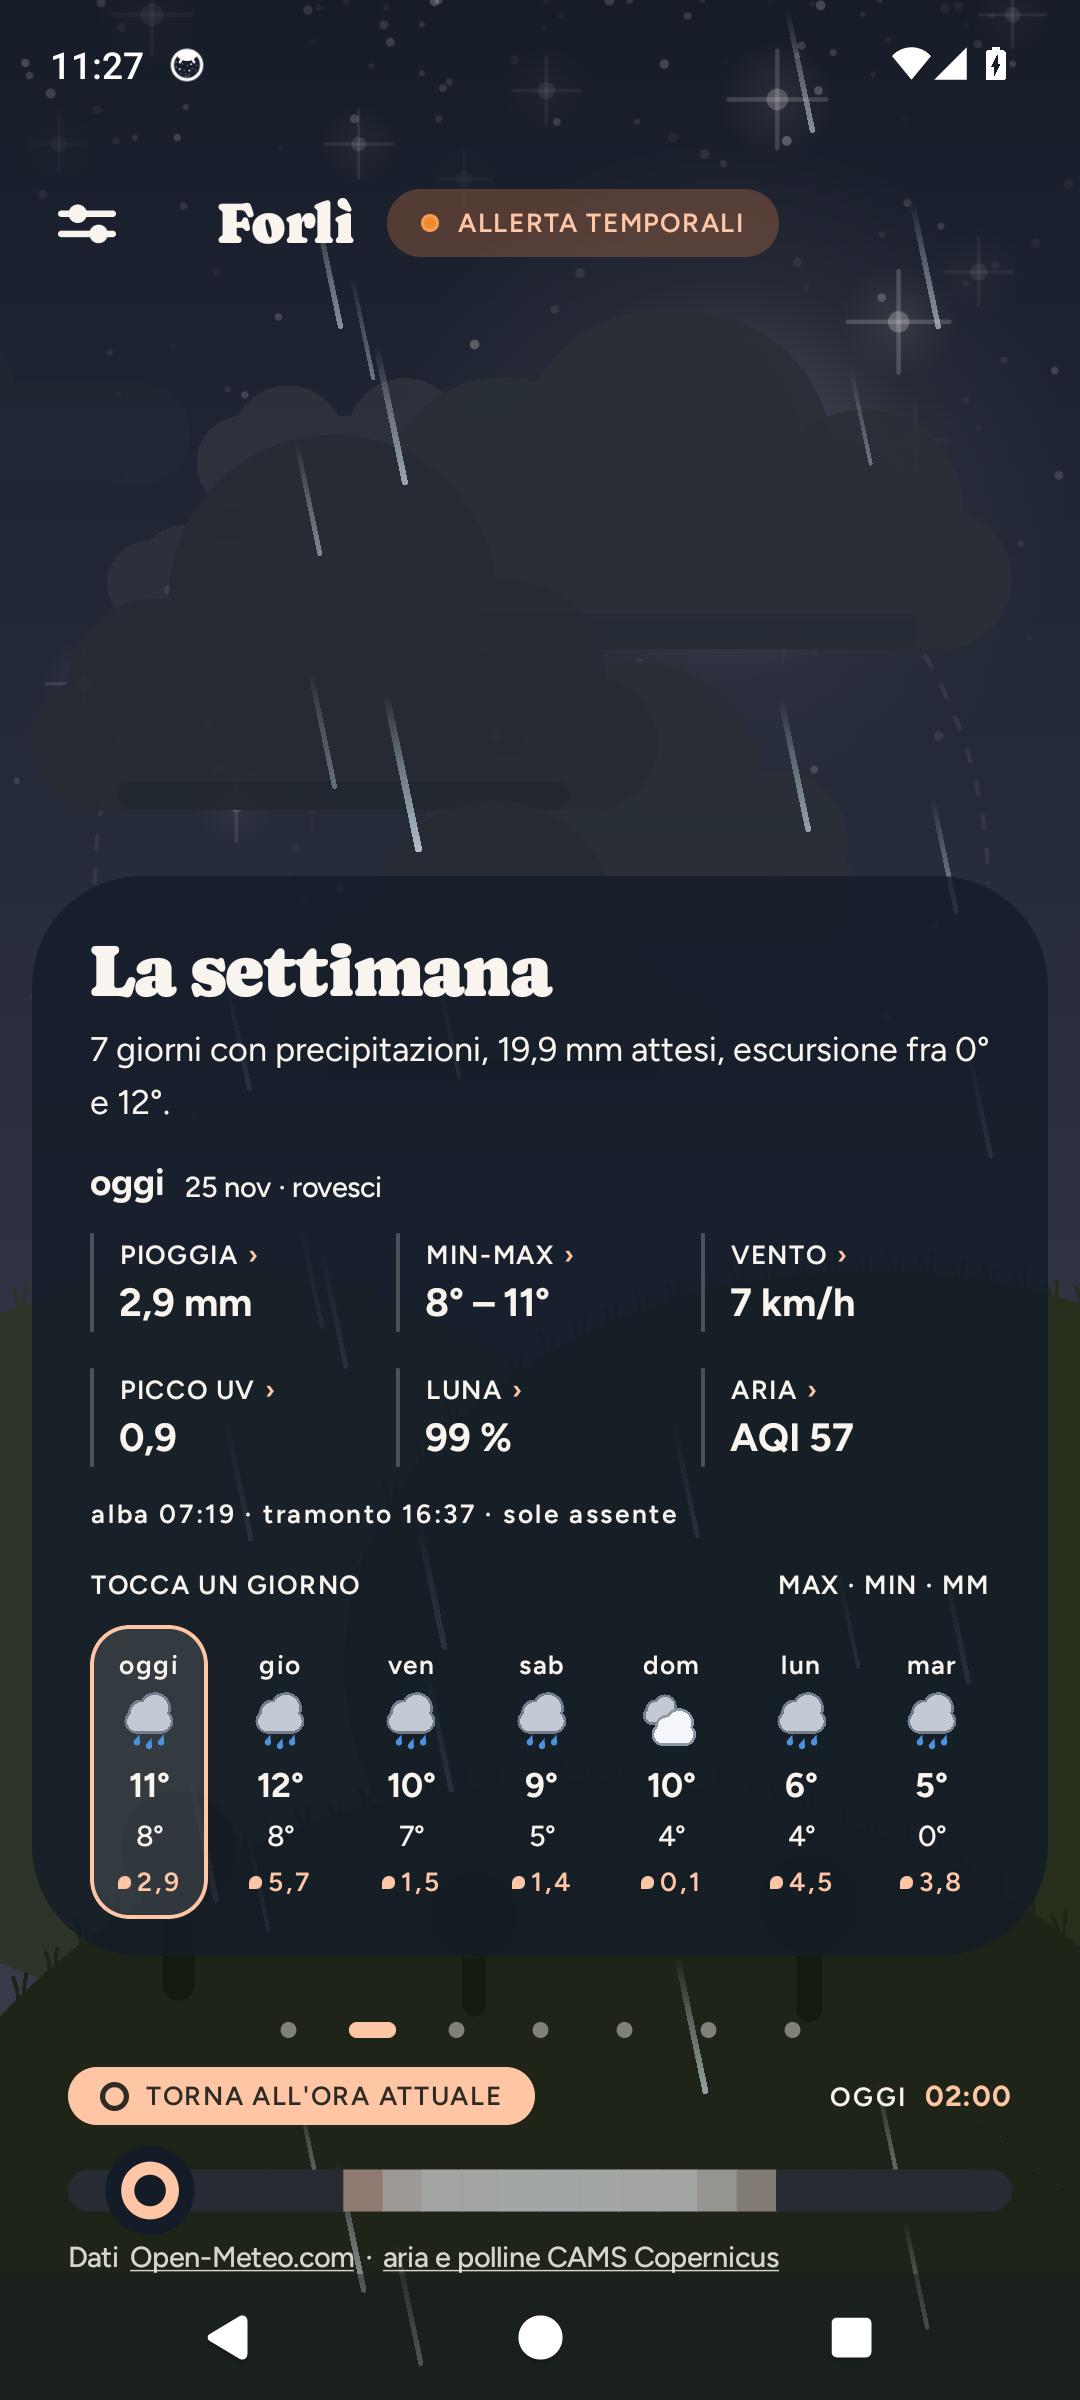 11:27
Forlì
ALLERTA TEMPORALI
La settimana
7 giorni con precipitazioni, 19,9 mm attesi, escursione fra 0°
e 12°.
oggi 25 nov · rovesci
PIOGGIA › MIN-MAX › VENTO ›
2,9 mm 8° – 11° 7 km/h
PICCO UV › LUNA › ARIA ›
0,9 99 % AQI 57
alba 07:19 · tramonto 16:37 · sole assente
TOCCA UN GIORNO MAX · MIN · MM
oggi gio ven sab dom lun mar
11° 12° 10° 9° 10° 6° 5°
8° 8° 7° 5° 4° 4° 0°
2,9 5,7 1,5 1,4 0,1 4,5 3,8
TORNA ALL'ORA ATTUALE OGGI 02:00
Dati Open-Meteo.com · aria e polline CAMS Copernicus